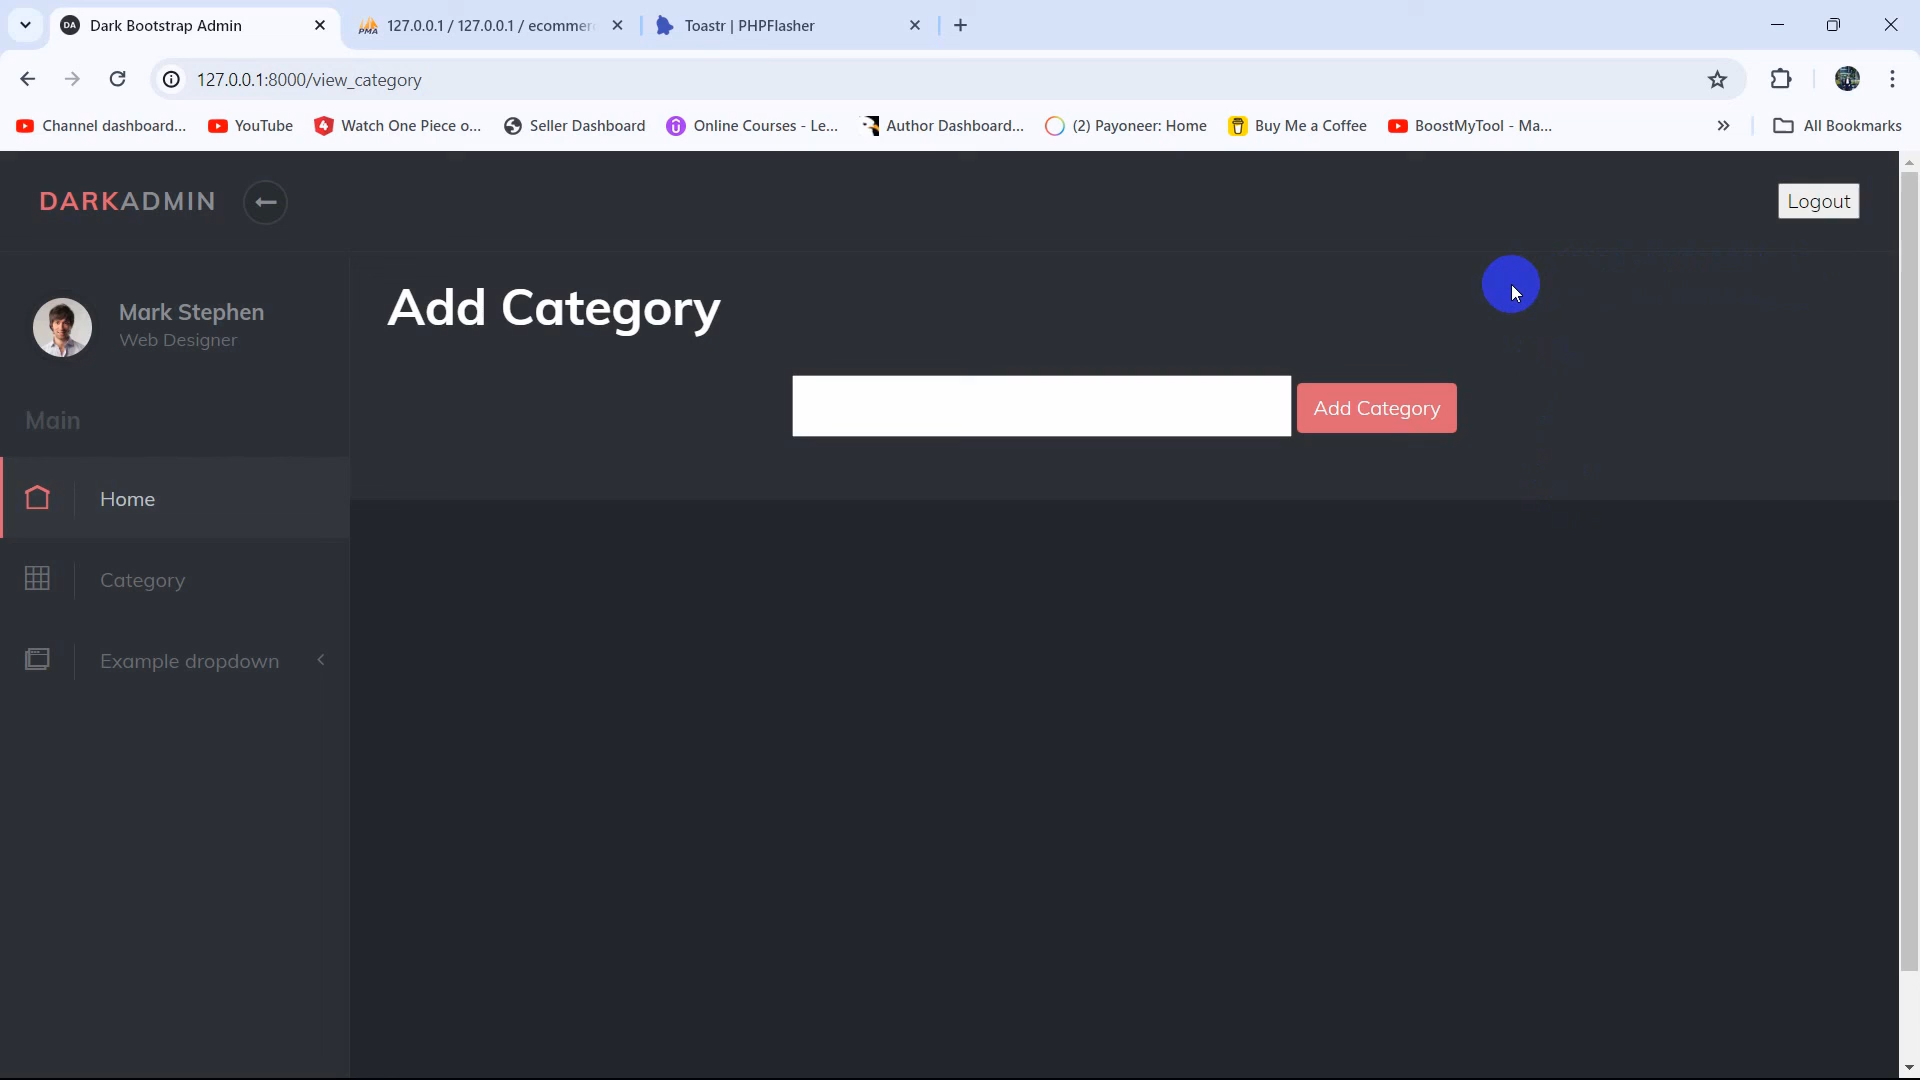 DA Dark Bootstrap Admin
PMA 127.0.0.1 / 127.0.0.1 / ecommer
Toastr | PHPFlasher
127.0.0.1:8000/view_category
Channel dashboard...
YouTube
Watch One Piece o...
Seller Dashboard
Online Courses - Le...
Author Dashboard...
(2) Payoneer: Home
Buy Me a Coffee
BoostMyTool - Ma...
All Bookmarks
DARKADMIN
Logout
Mark Stephen
Web Designer
Main
Home
Category
Example dropdown
Add Category
Add Category